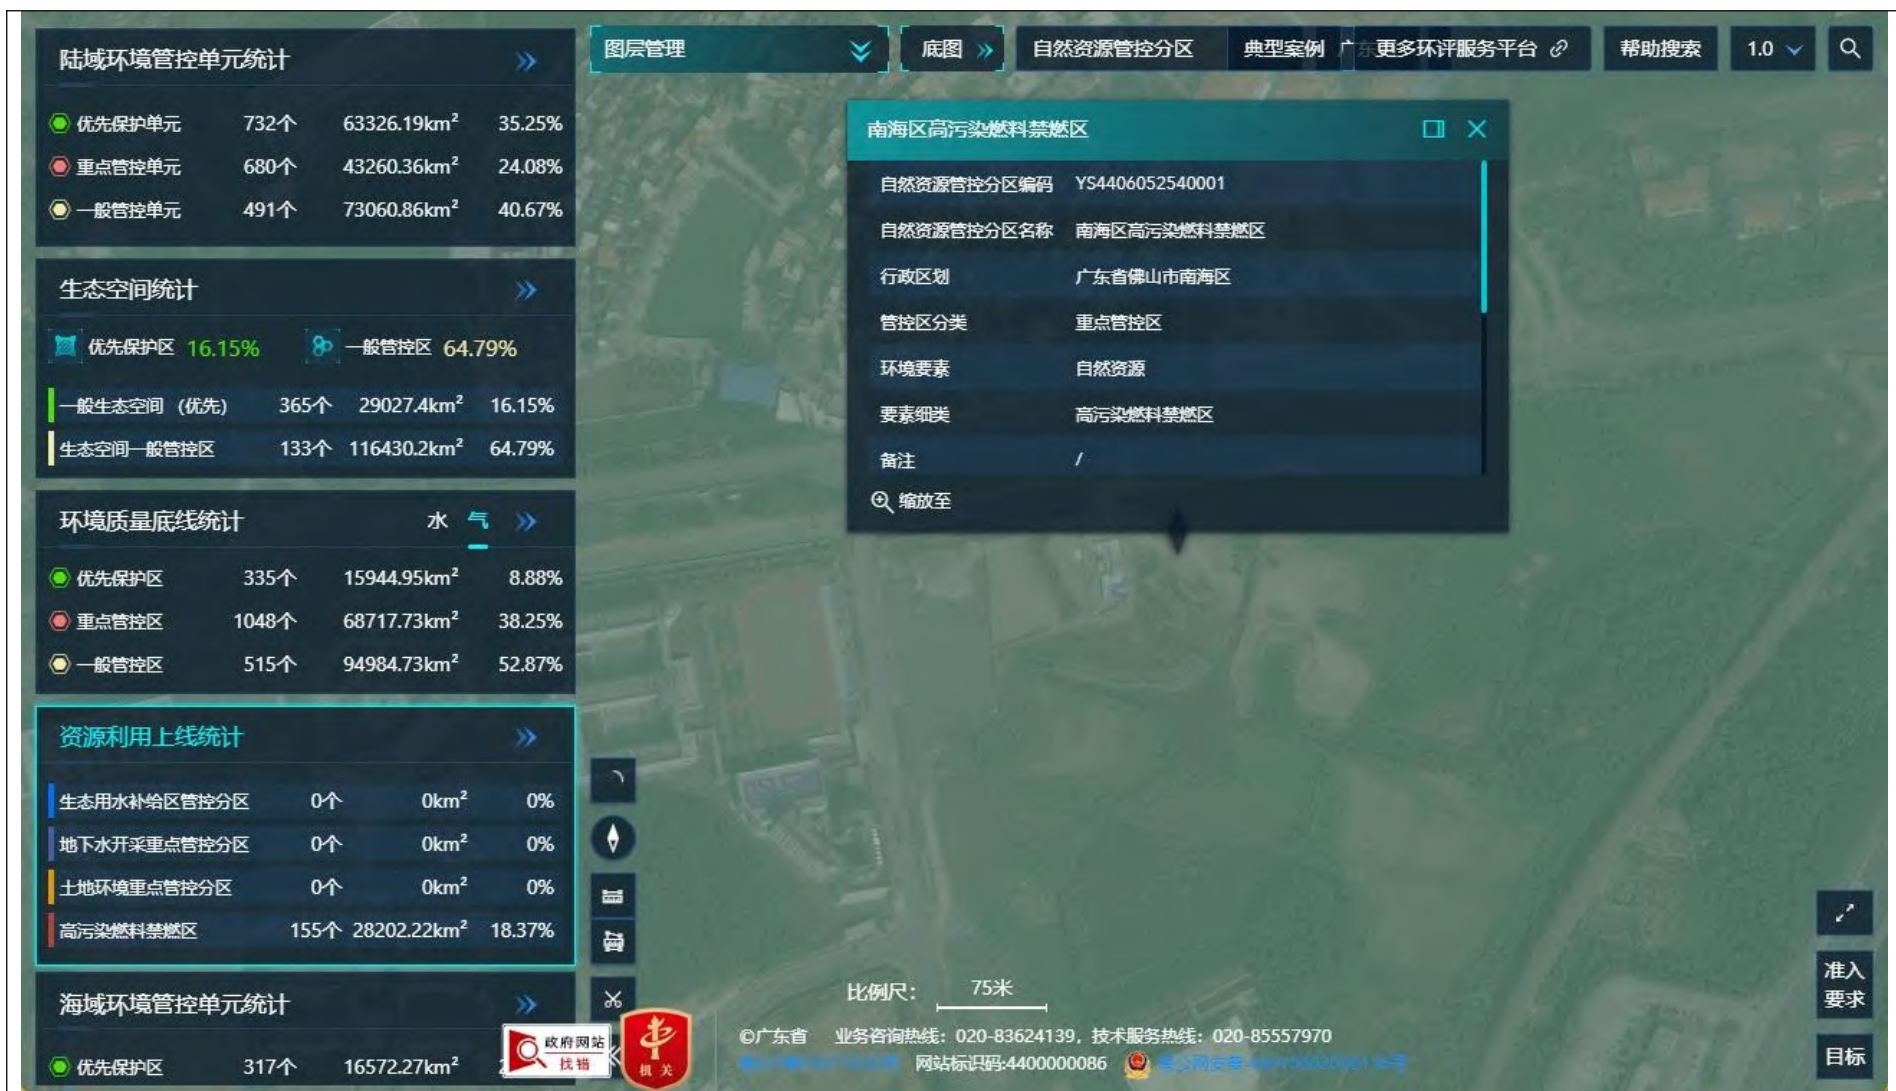 陆域环境管控单元统计
优先保护单元 732个 63326.19km² 35.25%
重点管控单元 680个 43260.36km² 24.08%
一般管控单元 491个 73060.86km² 40.67%
生态空间统计
优先保护区 16.15% 一般管控区 64.79%
一般生态空间（优先） 365个 29027.4km² 16.15%
生态空间一般管控区 133个 116430.2km² 64.79%
环境质量底线统计 水 气
优先保护区 335个 15944.95km² 8.88%
重点管控区 1048个 68717.73km² 38.25%
一般管控区 515个 94984.73km² 52.87%
资源利用上线统计
生态用水补给区管控分区 0个 0km² 0%
地下水开采重点管控分区 0个 0km² 0%
土地环境重点管控分区 0个 0km² 0%
高污染燃料禁燃区 155个 28202.22km² 18.37%
海域环境管控单元统计
优先保护区 317个 16572.27km²
图层管理 底图 自然资源管控分区 典型案例 广东 更多环评服务平台 帮助搜索 1.0
南海区高污染燃料禁燃区
自然资源管控分区编码 YS4406052540001
自然资源管控分区名称 南海区高污染燃料禁燃区
行政区划 广东省佛山市南海区
管控区分类 重点管控区
环境要素 自然资源
要素细类 高污染燃料禁燃区
备注 /
缩放至
比例尺： 75米
政府网站
找错
机关
©广东省 业务咨询热线：020-83624139，技术服务热线：020-85557970
网站标识码:4400000086
准入
要求
目标